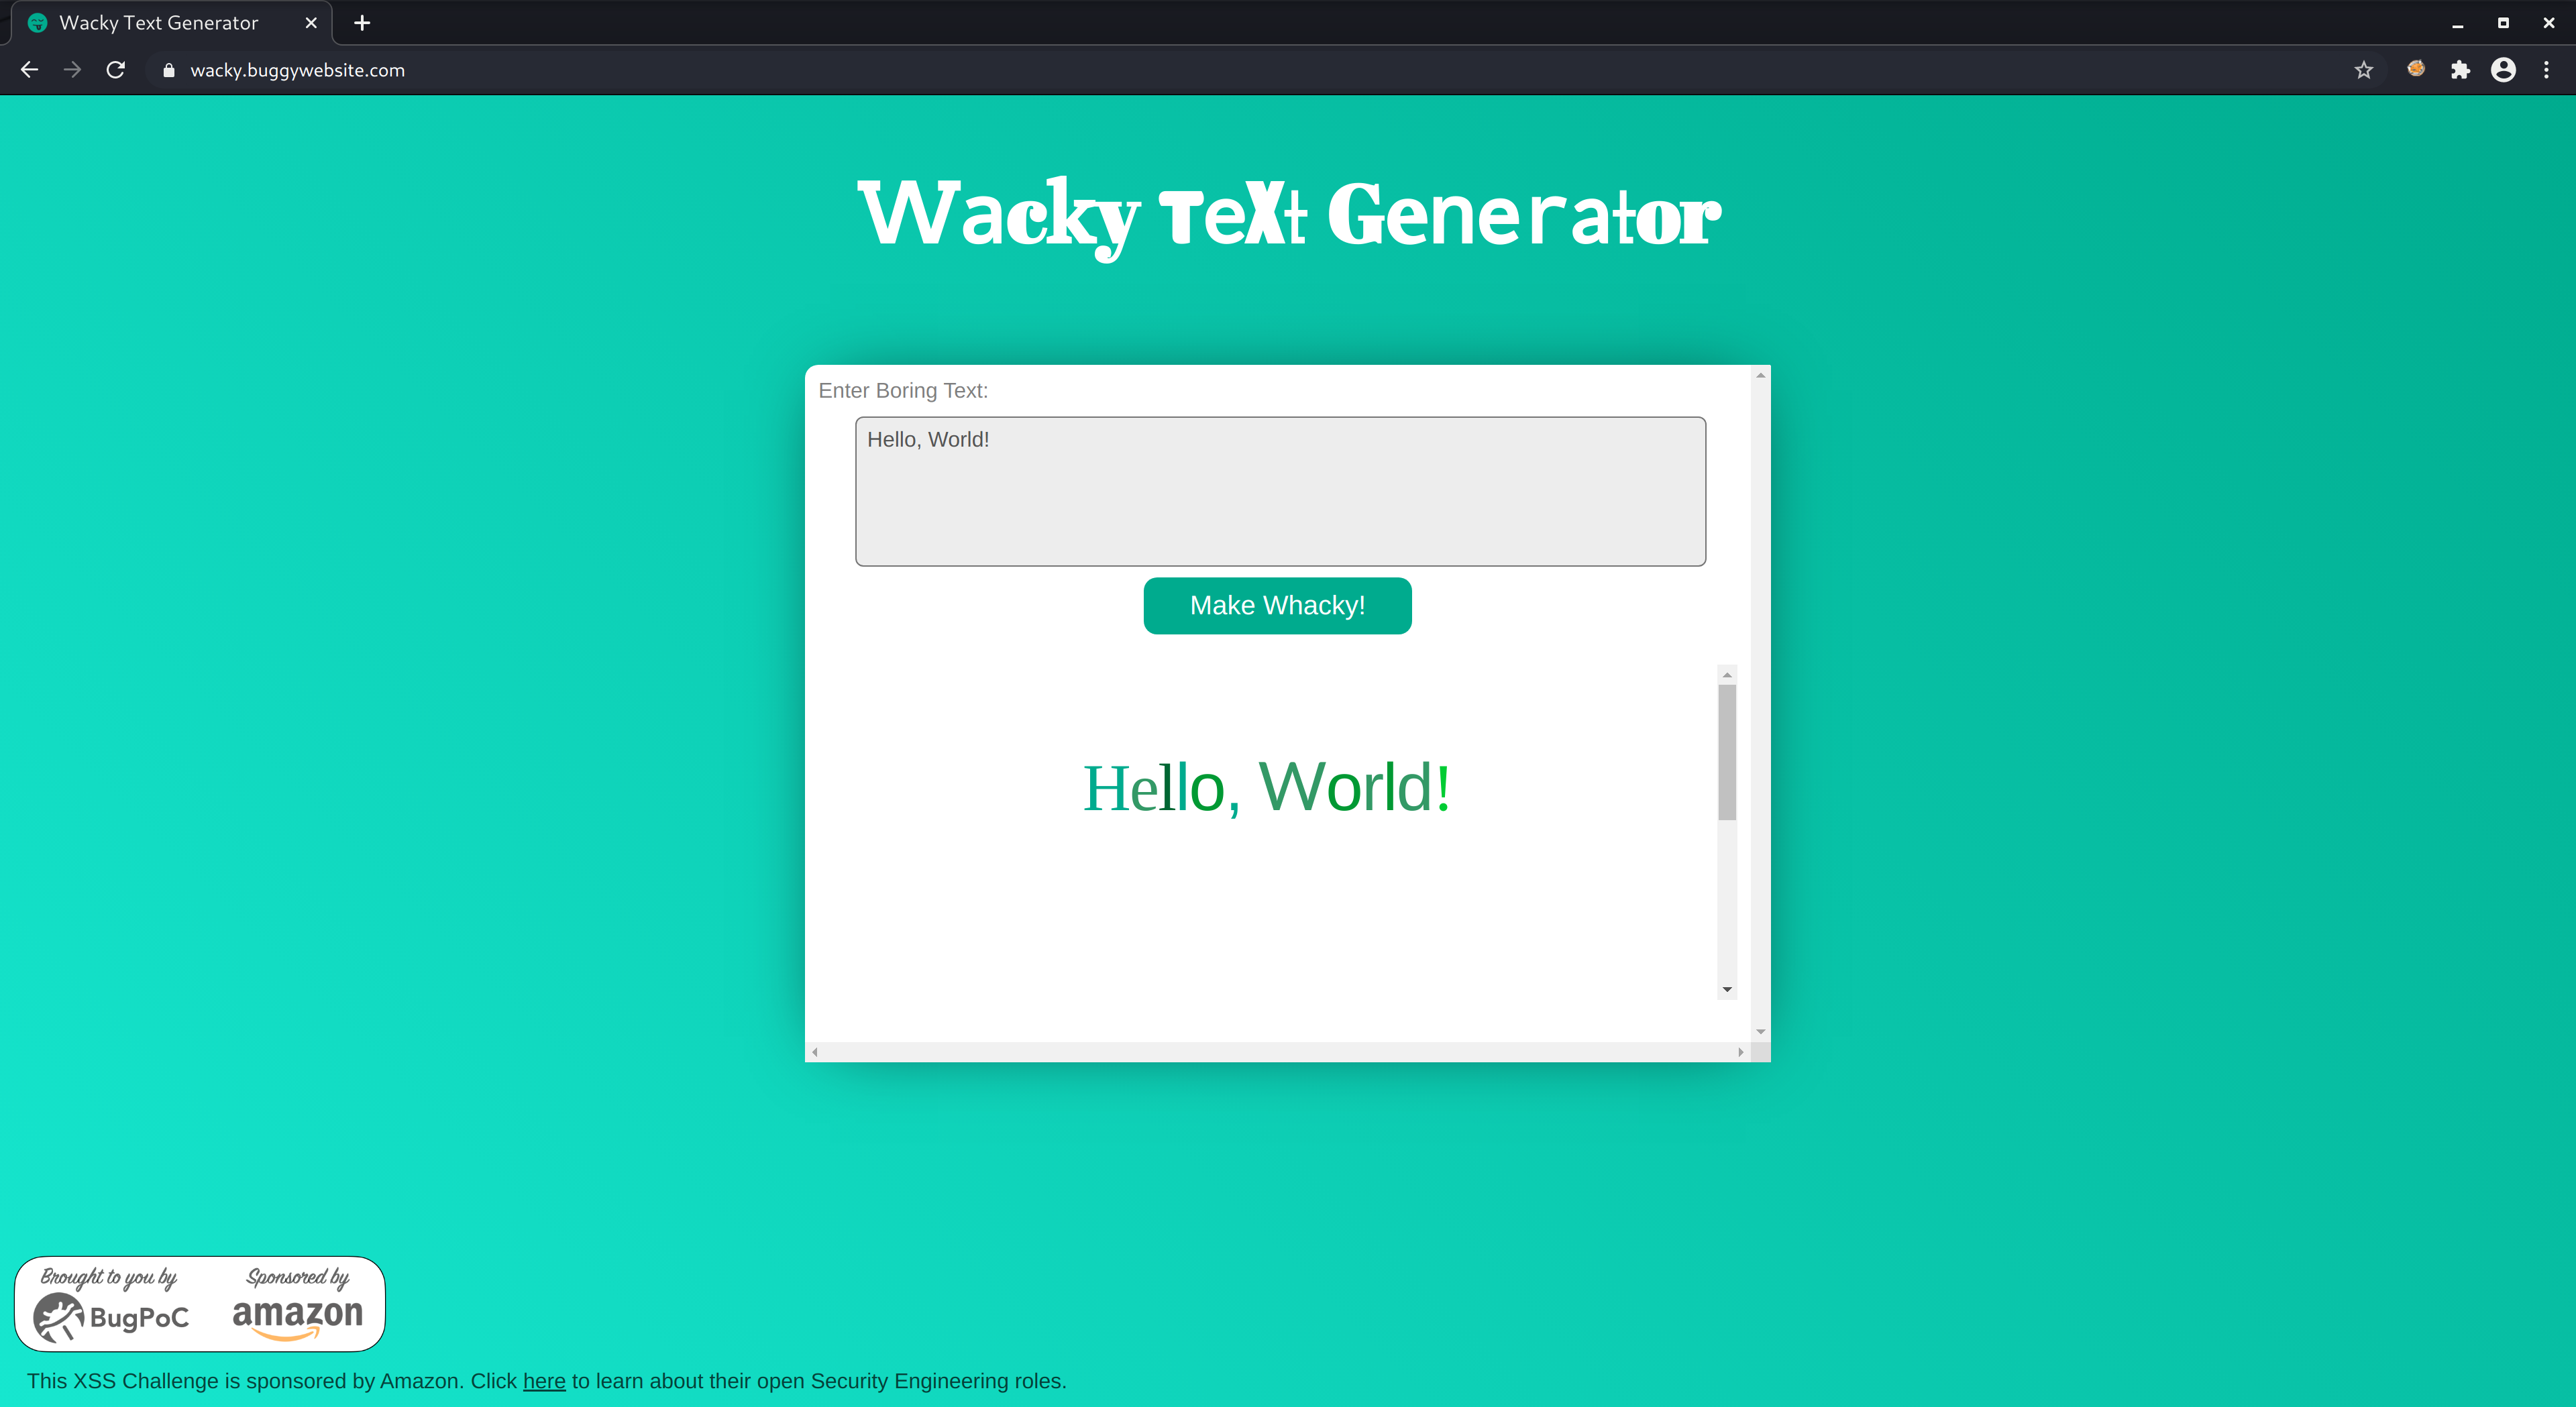 Wacky Text Generator
wacky.buggywebsite.com
Wacky TeXt Generator
Enter Boring Text:
Hello, World!
Make Whacky!
Hello, World!
Brought to you by
BugPoC
Sponsored by
amazon
This XSS Challenge is sponsored by Amazon. Click here to learn about their open Security Engineering roles.